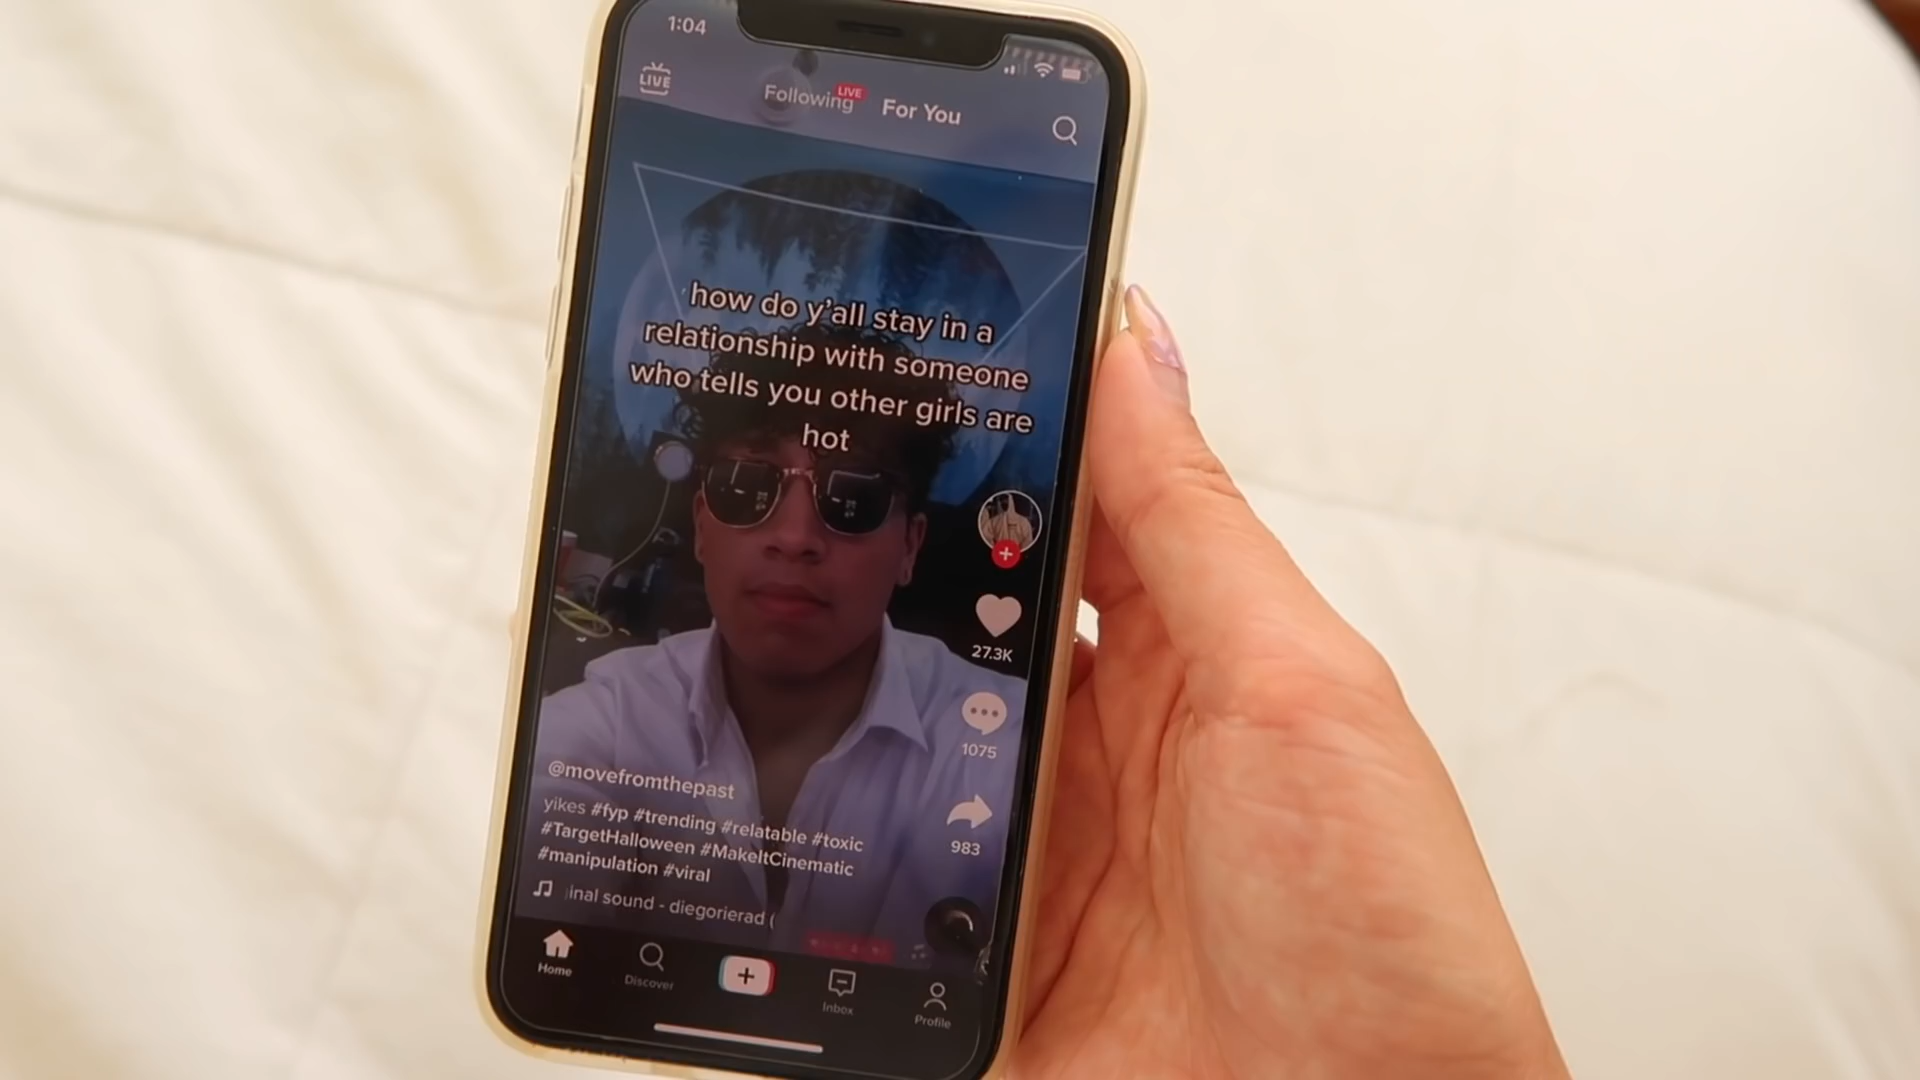 1:04
LIVE
Following
LIVE
For You
how do y'all stay in a
relationship with someone
who tells you other girls are
hot
27.3K
1075
983
@movefromthepast
yikes #fyp #trending #relatable #toxic
#TargetHalloween #MakeItCinematic
#manipulation #viral
inal sound - diegorierad (
Home
Discover
Inbox
Profile